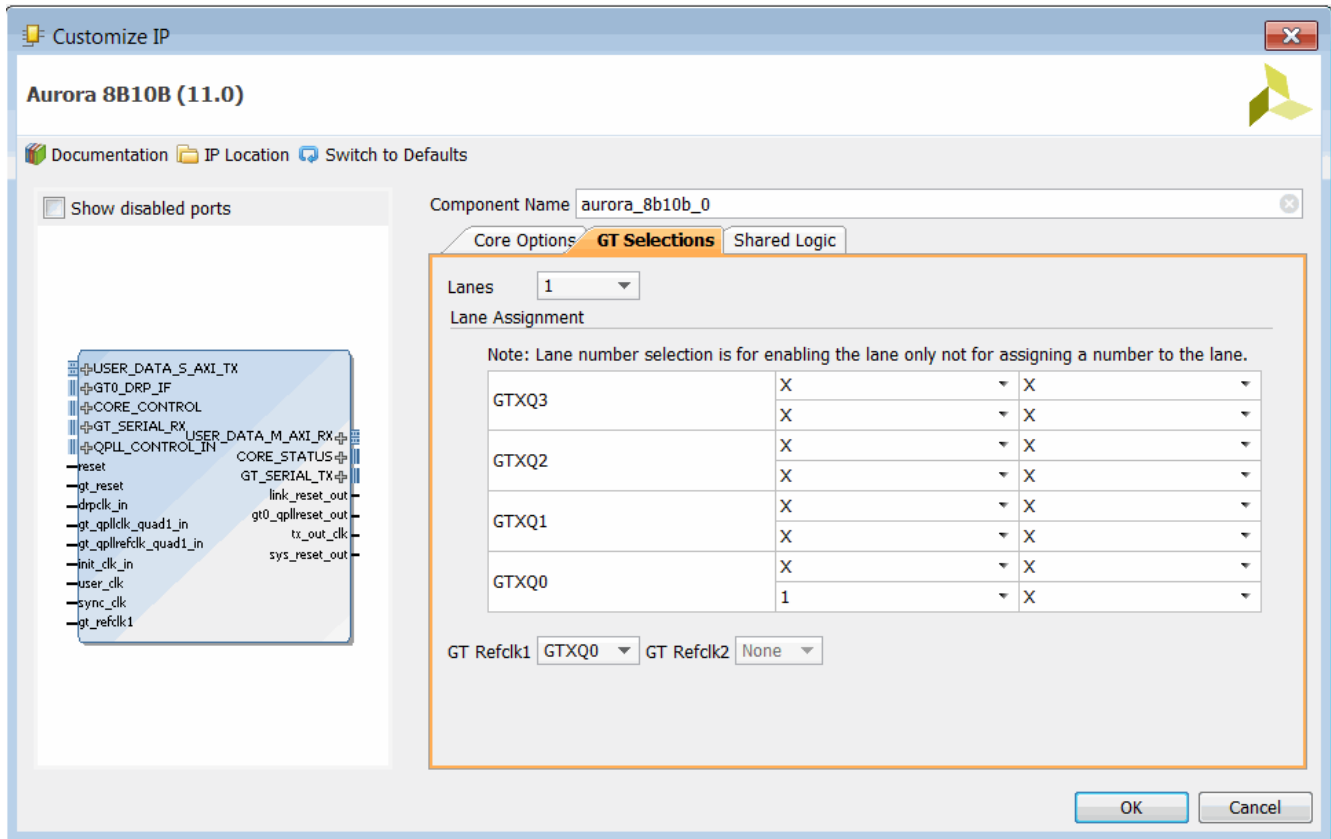 Customize IP
Aurora 8B10B (11.0)
Documentation IP Location Switch to Defaults
Show disabled ports
USER_DATA_S_AXI_TX
GT0_DRP_IF
CORE_CONTROL
GT_SERIAL_RX
QPLL_CONTROL_IN
reset
gt_reset
drpclk_in
gt_qpllclk_quad1_in
gt_qpllrefclk_quad1_in
init_clk_in
user_clk
sync_clk
gt_refclk1
USER_DATA_M_AXI_RX
CORE_STATUS
GT_SERIAL_TX
link_reset_out
gt0_qpllreset_out
tx_out_clk
sys_reset_out
Component Name aurora_8b10b_0
Core Options GT Selections Shared Logic
Lanes 1
Lane Assignment
Note: Lane number selection is for enabling the lane only not for assigning a number to the lane.
GTXQ3
X X
X X
GTXQ2
X X
X X
GTXQ1
X X
X X
GTXQ0
X X
1 X
GT Refclk1 GTXQ0 GT Refclk2 None
OK Cancel